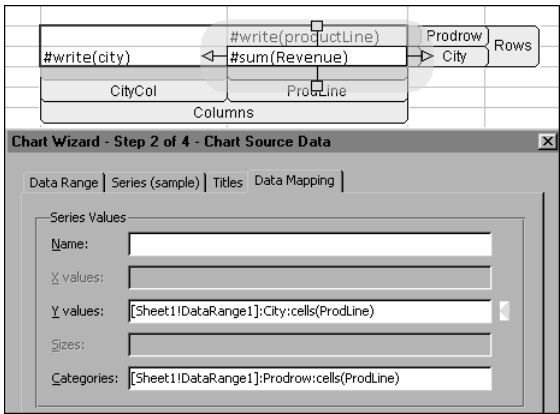 #write(productLine) Prodrow
Rows
#write(city) #sum(Revenue) City
CityCol ProdLine
Columns
Chart Wizard - Step 2 of 4 - Chart Source Data
Data Range Series (sample) Titles Data Mapping
Series Values
Name:
X values:
Y values: [Sheet1!DataRange1]:City:cells(ProdLine)
Sizes:
Categories: [Sheet1!DataRange1]:Prodrow:cells(ProdLine)